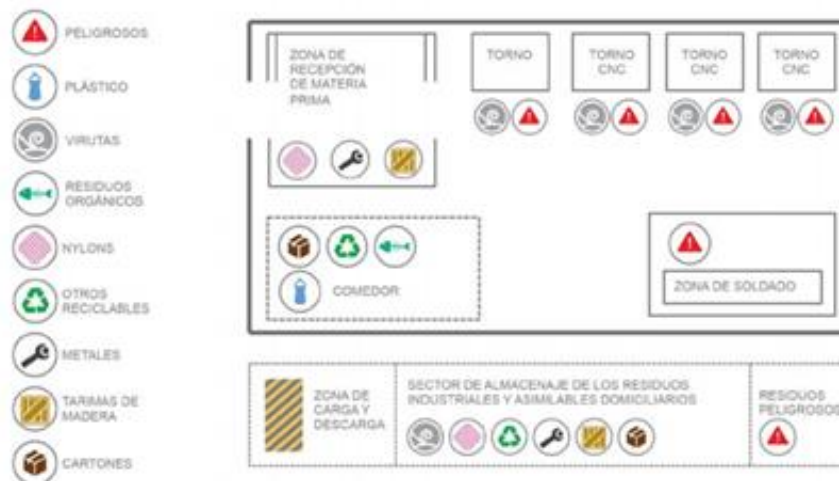 PELIGROSOS
PLÁSTICO
VIRUTAS
RESIDUOS
ORGÁNICOS
NYLONS
OTROS
RECICLABLES
METALES
TARIMAS DE
MADERA
CARTONES
ZONA DE
RECEPCIÓN
DE MATERIA
PRIMA
TORNO
TORNO
CNC
TORNO
CNC
TORNO
CNC
COMEDOR
ZONA DE SOLDADO
ZONA DE
CARGA Y
DESCARGA
SECTOR DE ALMACENAJE DE LOS RESIDUOS
INDUSTRIALES Y ASIMILABLES DOMICILIARIOS
RESIDUOS
PELIGROSOS